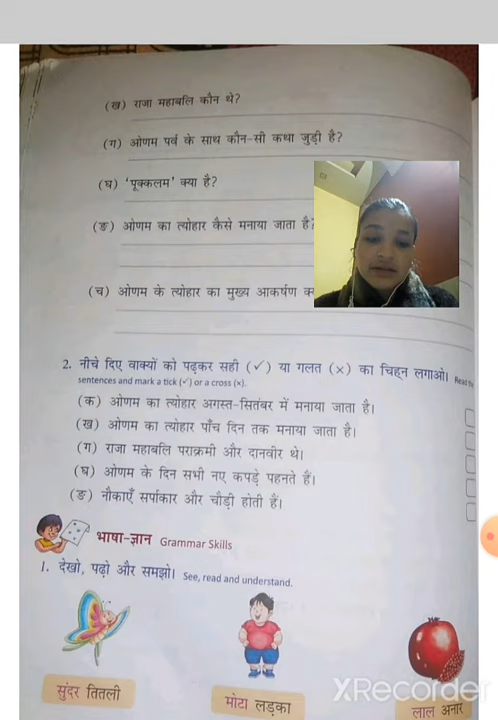 (ख) राजा महाबलि कौन थे?
(ग) ओणम पर्व के साथ कौन-सी कथा जुड़ी है?
(घ) ‘पूक्कलम’ क्या है?
(ङ) ओणम का त्योहार कैसे मनाया जाता है?
(च) ओणम के त्योहार का मुख्य आकर्षण
2. नीचे दिए वाक्यों को पढ़कर सही (✓) या गलत (×) का चिह्न लगाओ। Read the
sentences and mark a tick (✓) or a cross (×).
(क) ओणम का त्योहार अगस्त-सितंबर में मनाया जाता है।
(ख) ओणम का त्योहार पाँच दिन तक मनाया जाता है।
(ग) राजा महाबलि पराक्रमी और दानवीर थे।
(घ) ओणम के दिन सभी नए कपड़े पहनते हैं।
(ङ) नौकाएँ सर्पाकार और चौड़ी होती हैं।
भाषा-ज्ञान Grammar Skills
1. देखो, पढ़ो और समझो। See, read and understand.
सुंदर तितली
मोटा लड़का
लाल अनार
XRecorder